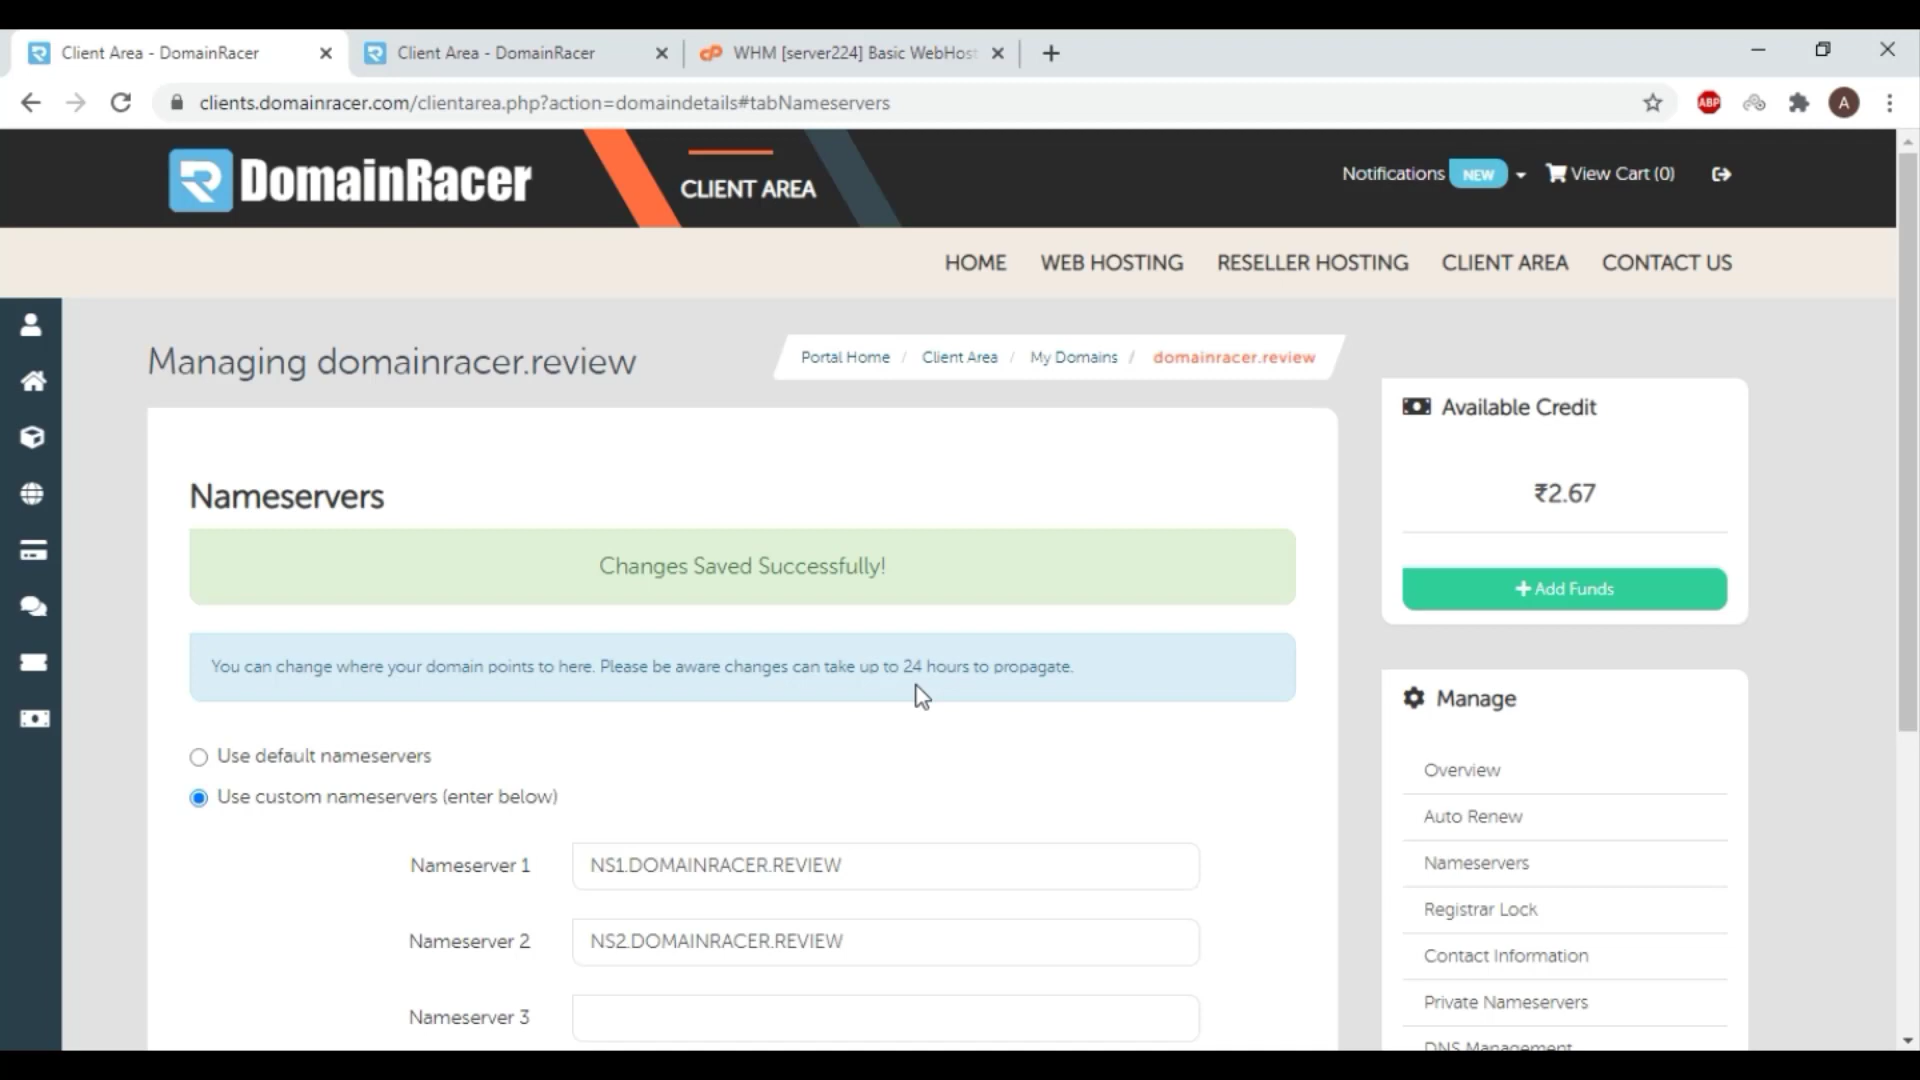 Client Area - DomainRacer
Client Area - DomainRacer
WHM [server224] Basic WebHost
clients.domainracer.com/clientarea.php?action=domaindetails#tabNameservers
ABP
A
DomainRacer
CLIENT AREA
Notifications NEW
View Cart (0)
HOME WEB HOSTING RESELLER HOSTING CLIENT AREA CONTACT US
Managing domainracer.review
Portal Home / Client Area / My Domains / domainracer.review
Available Credit
₹2.67
Add Funds
Nameservers
Changes Saved Successfully!
You can change where your domain points to here. Please be aware changes can take up to 24 hours to propagate.
Use default nameservers
Use custom nameservers (enter below)
Nameserver 1 NS1.DOMAINRACER.REVIEW
Nameserver 2 NS2.DOMAINRACER.REVIEW
Nameserver 3
Manage
Overview
Auto Renew
Nameservers
Registrar Lock
Contact Information
Private Nameservers
DNS Management